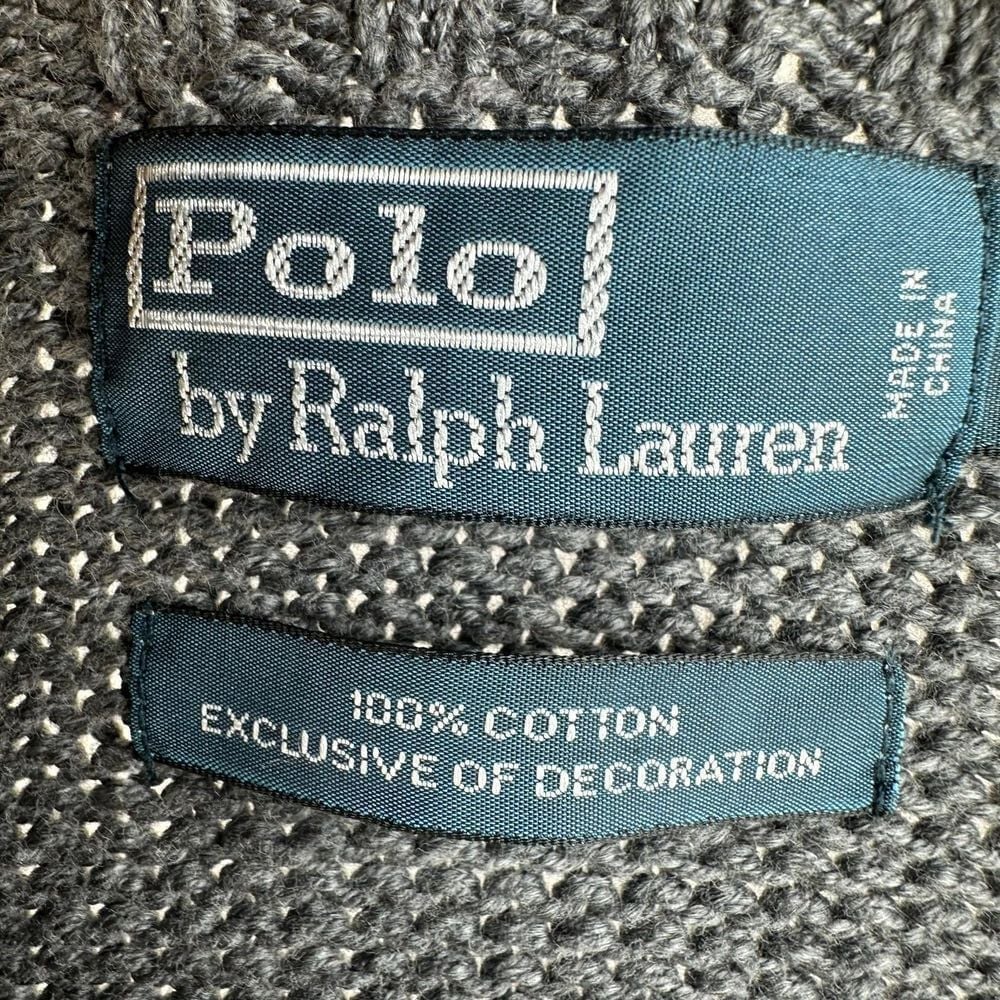 Polo
by Ralph Lauren
MADE IN
CHINA
100% COTTON
EXCLUSIVE OF DECORATION